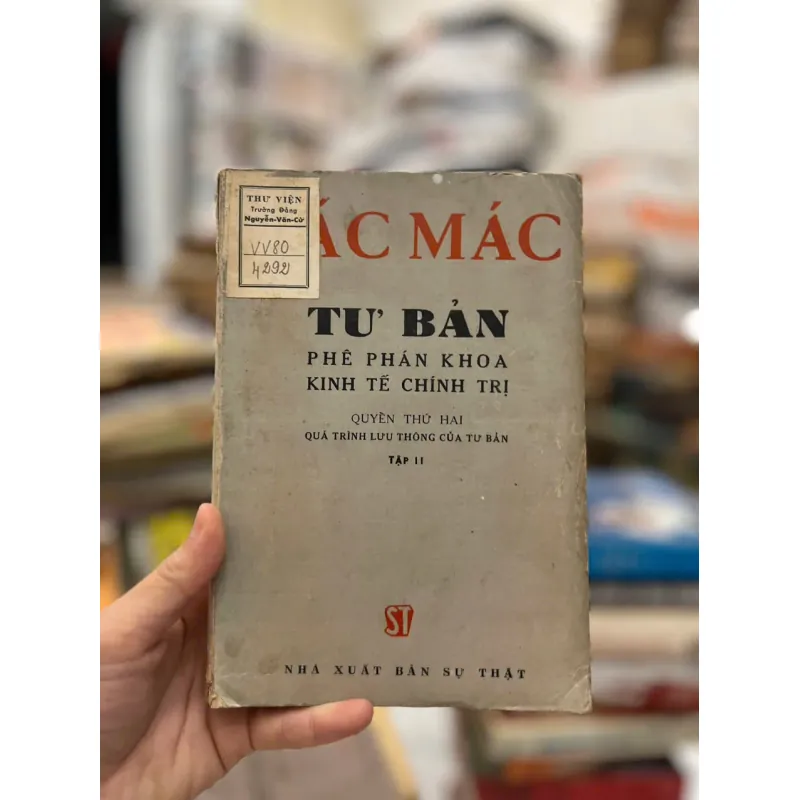 THƯ VIỆN
Trường Đảng
Nguyễn-Văn-Cừ
VV80
4292
ÁC MÁC
TƯ BẢN
PHÊ PHÁN KHOA
KINH TẾ CHÍNH TRỊ
QUYỂN THỨ HAI
QUÁ TRÌNH LƯU THÔNG CỦA TƯ BẢN
TẬP II
ST
NHÀ XUẤT BẢN SỰ THẬT